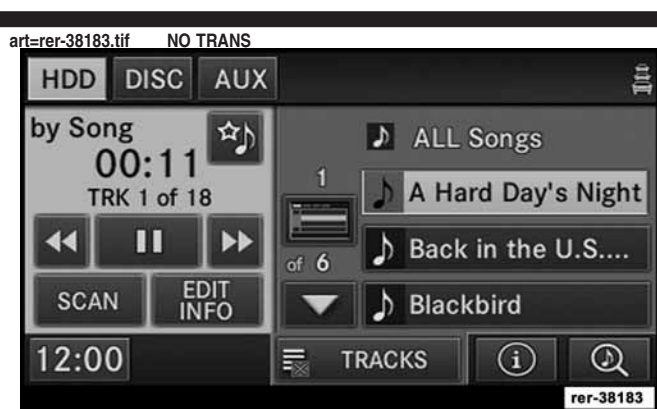 art=rer-38183.tif NO TRANS
HDD DISC AUX
by Song
00:11
TRK 1 of 18
SCAN
EDIT
INFO
12:00
ALL Songs
1
of 6
A Hard Day's Night
Back in the U.S....
Blackbird
TRACKS
i
rer-38183